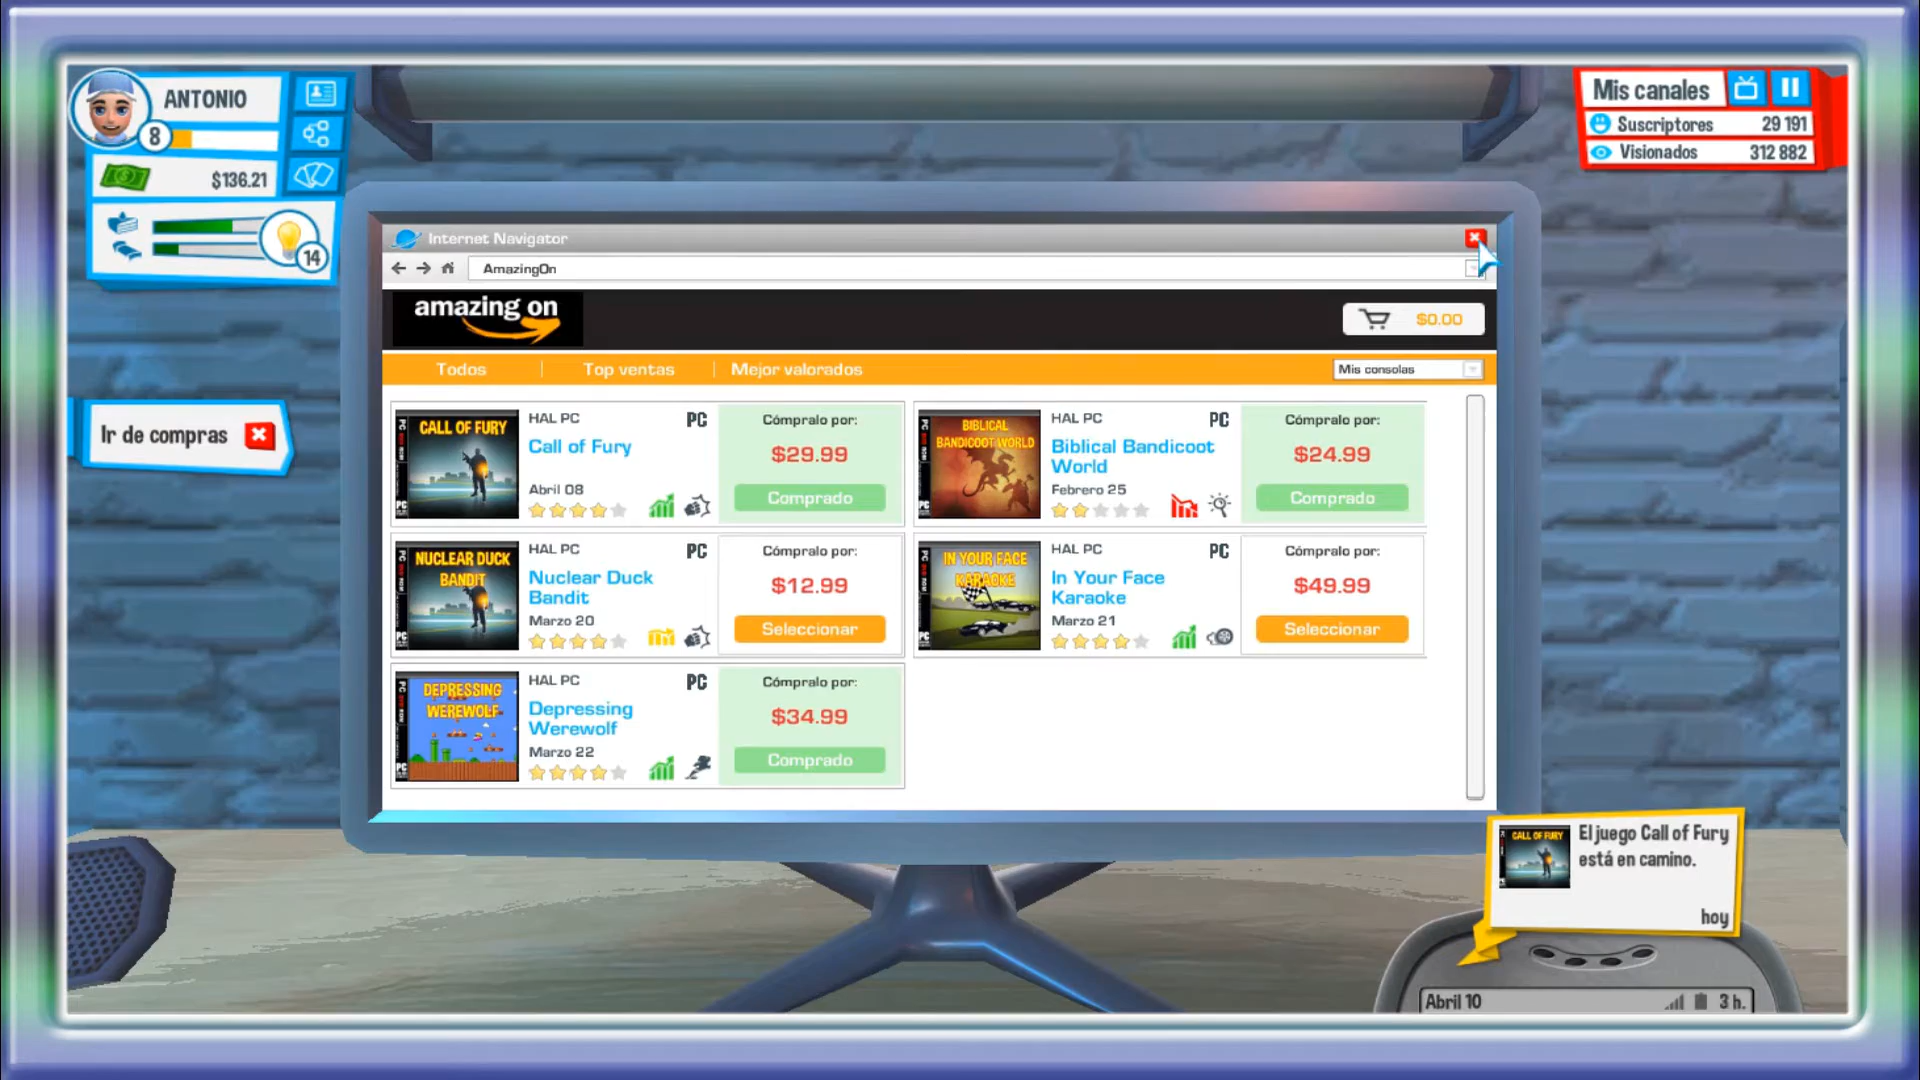 ANTONIO
8
$136.21
14
Mis canales
Suscriptores 29 191
Visionados 312 882
Ir de compras
Internet Navigator
AmazingOn
amazing on
$0.00
Todos
Top ventas
Mejor valorados
Mis consolas
CALL OF FURY
PC
HAL PC
PC
Call of Fury
Abril 08
Cómpralo por:
$29.99
Comprado
BIBLICAL
BANDICOOT WORLD
PC
HAL PC
PC
Biblical Bandicoot
World
Febrero 25
Cómpralo por:
$24.99
Comprado
NUCLEAR DUCK
BANDIT
PC
HAL PC
PC
Nuclear Duck
Bandit
Marzo 20
Cómpralo por:
$12.99
Seleccionar
IN YOUR FACE
KARAOKE
PC
HAL PC
PC
In Your Face
Karaoke
Marzo 21
Cómpralo por:
$49.99
Seleccionar
DEPRESSING
WEREWOLF
PC
HAL PC
PC
Depressing
Werewolf
Marzo 22
Cómpralo por:
$34.99
Comprado
CALL OF FURY
El juego Call of Fury
está en camino.
hoy
Abril 10
3 h.